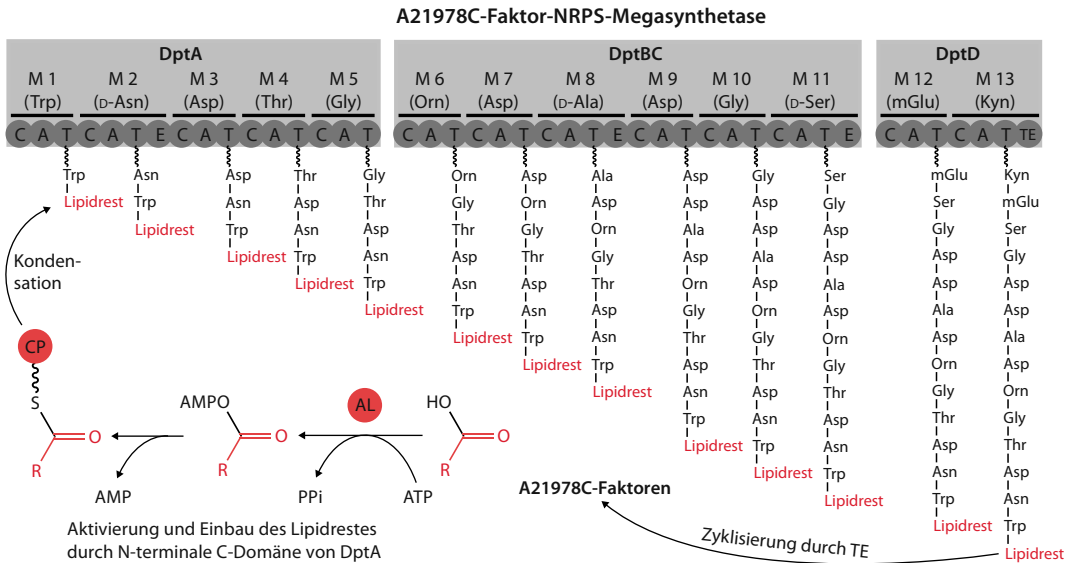 A21978C-Faktor-NRPS-Megasynthetase
DptA
M 1 M 2 M 3 M 4 M 5
(Trp) (D-Asn) (Asp) (Thr) (Gly)
C A T C A T E C A T C A T C A T
DptBC
M 6 M 7 M 8 M 9 M 10 M 11
(Orn) (Asp) (D-Ala) (Asp) (Gly) (D-Ser)
C A T C A T C A T E C A T C A T C A T E
DptD
M 12 M 13
(mGlu) (Kyn)
C A T C A T TE
Trp
Lipidrest
Asn
Trp
Lipidrest
Asp
Asn
Trp
Lipidrest
Thr
Asp
Asn
Trp
Lipidrest
Gly
Thr
Asp
Asn
Trp
Lipidrest
Orn
Gly
Thr
Asp
Asn
Trp
Lipidrest
Asp
Orn
Gly
Thr
Asp
Asn
Trp
Lipidrest
Ala
Asp
Orn
Gly
Thr
Asp
Asn
Trp
Lipidrest
Asp
Asp
Ala
Asp
Orn
Gly
Thr
Asp
Asn
Trp
Lipidrest
Gly
Asp
Asp
Ala
Asp
Orn
Gly
Thr
Asp
Asn
Trp
Lipidrest
Ser
Gly
Asp
Asp
Ala
Asp
Orn
Gly
Thr
Asp
Asn
Trp
Lipidrest
mGlu
Ser
Gly
Asp
Asp
Ala
Asp
Orn
Gly
Thr
Asp
Asn
Trp
Lipidrest
Kyn
mGlu
Ser
Gly
Asp
Asp
Ala
Asp
Orn
Gly
Thr
Asp
Asn
Trp
Lipidrest
Konden-
sation
CP
S
O
R
AMPO
O
R
AL
HO
O
R
AMP
PPi
ATP
Aktivierung und Einbau des Lipidrestes
durch N-terminale C-Domäne von DptA
A21978C-Faktoren
Zyklisierung durch TE